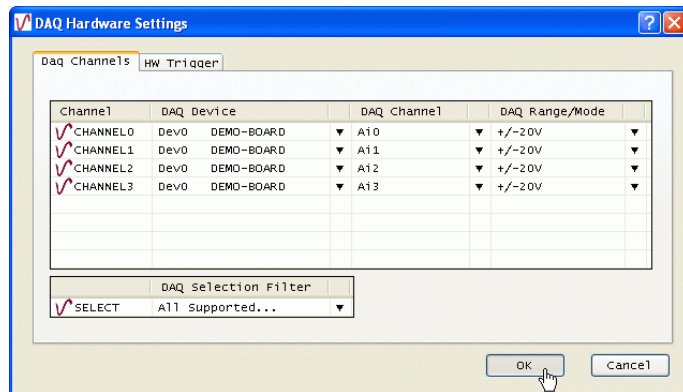 DAQ Hardware Settings
Daq Channels HW Trigger
Channel DAQ Device DAQ Channel DAQ Range/Mode
CHANNEL0 Dev0 DEMO-BOARD Ai0 +/-20V
CHANNEL1 Dev0 DEMO-BOARD Ai1 +/-20V
CHANNEL2 Dev0 DEMO-BOARD Ai2 +/-20V
CHANNEL3 Dev0 DEMO-BOARD Ai3 +/-20V
DAQ Selection Filter
SELECT All Supported...
OK Cancel